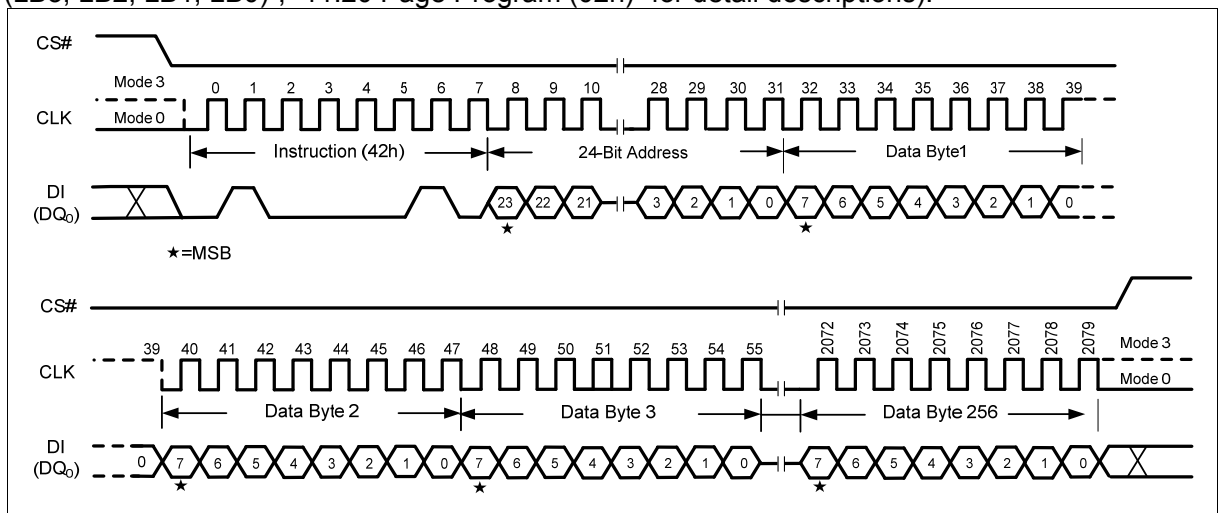 (LB3, LB2, LB1, LB0)", "11.26 Page Program (02h)" for detail descriptions).
CS#
Mode 3
0 1 2 3 4 5 6 7 8 9 10 28 29 30 31 32 33 34 35 36 37 38 39
CLK
Mode 0
Instruction (42h) 24-Bit Address Data Byte1
DI
(DQ0)
23 22 21 3 2 1 0 7 6 5 4 3 2 1 0
★ ★
★=MSB
CS#
39 40 41 42 43 44 45 46 47 48 49 50 51 52 53 54 55 2072 2073 2074 2075 2076 2077 2078 2079
Mode 3
CLK
Mode 0
Data Byte 2 Data Byte 3 Data Byte 256
DI
(DQ0)
0 7 6 5 4 3 2 1 0 7 6 5 4 3 2 1 0 7 6 5 4 3 2 1 0
★ ★ ★